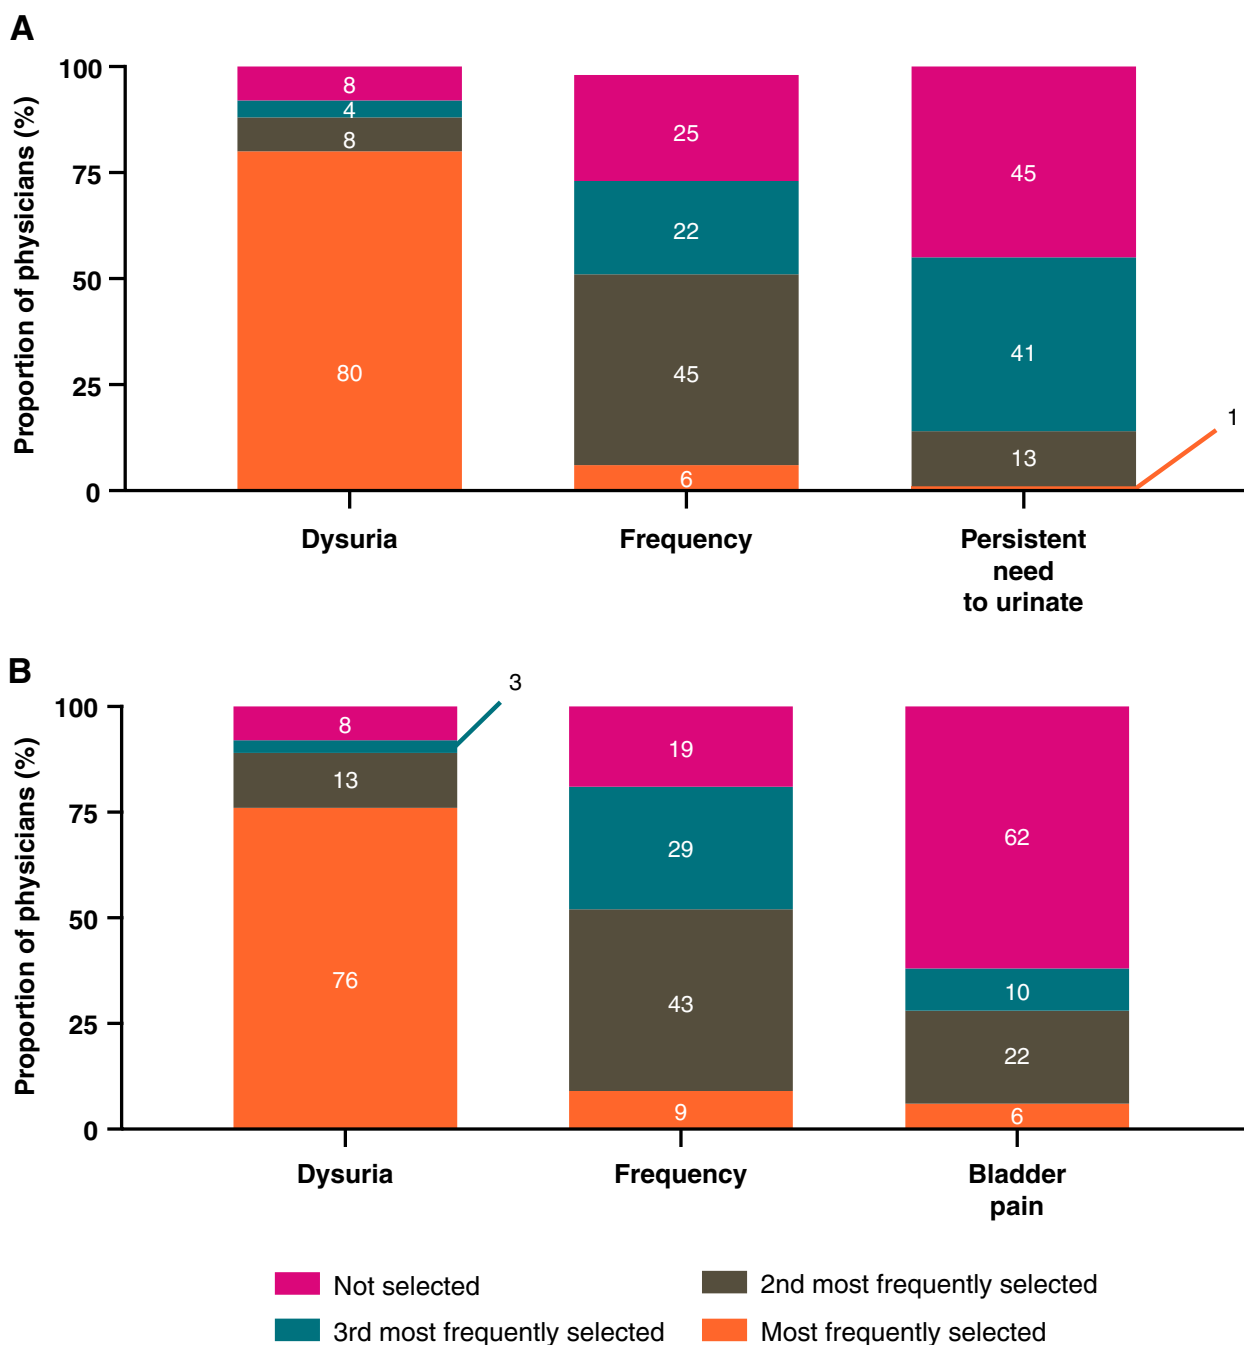 A
Proportion of physicians (%)
100
75
50
25
0
8
4
8
80
25
22
45
6
45
41
13
1
Dysuria
Frequency
Persistent
need
to urinate
B
Proportion of physicians (%)
100
75
50
25
0
8
3
13
76
19
29
43
9
62
10
22
6
Dysuria
Frequency
Bladder
pain
Not selected
2nd most frequently selected
3rd most frequently selected
Most frequently selected